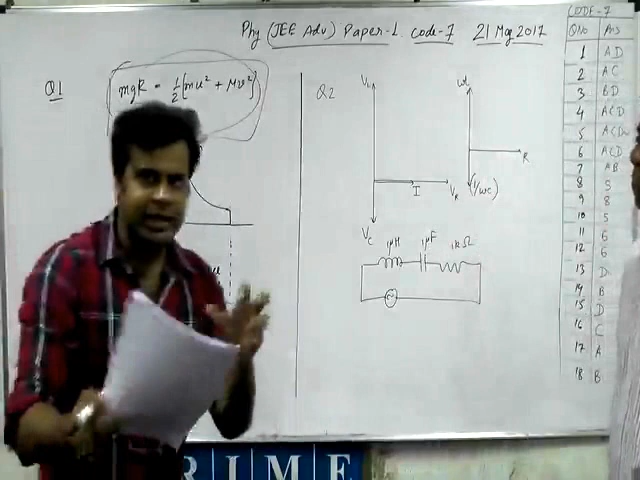 Phy (JEE Adv) Paper-1 code-7 21 May 2017
CODE-7
QNo Ans
1 AD
2 AC
3 BD
4 ACD
5 ACD
6 ACD
7 AB
8 5
9 8
10 5
11 6
12 6
13 D
14 B
15 D
16 C
17 A
18 B
Q1
mgR = 1/2 [mu² + Mv²]
Q2
VL
I
VR
VC
wL
R
(1/wc)
1μH 1μF 1kΩ
RIME